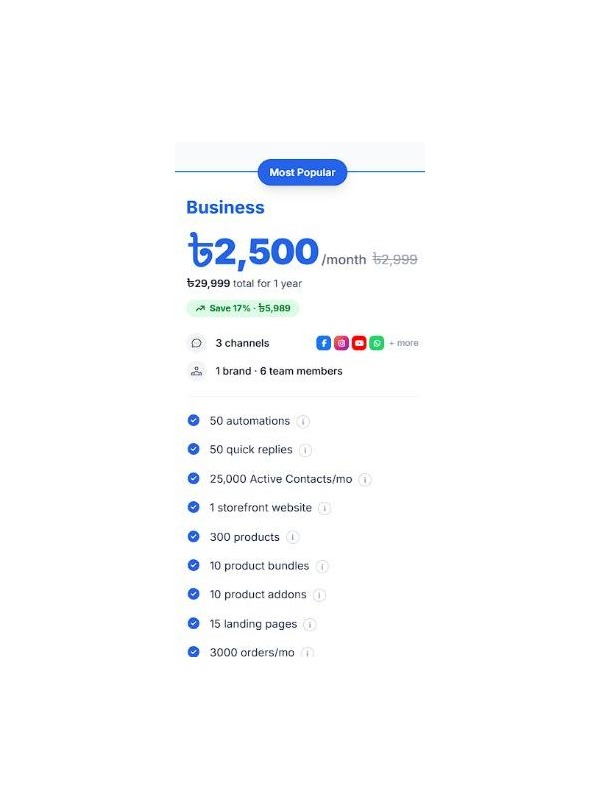 Most Popular
Business
৳2,500 /month ৳2,999
৳29,999 total for 1 year
Save 17% · ৳5,989
3 channels + more
1 brand · 6 team members
50 automations
50 quick replies
25,000 Active Contacts/mo
1 storefront website
300 products
10 product bundles
10 product addons
15 landing pages
3000 orders/mo